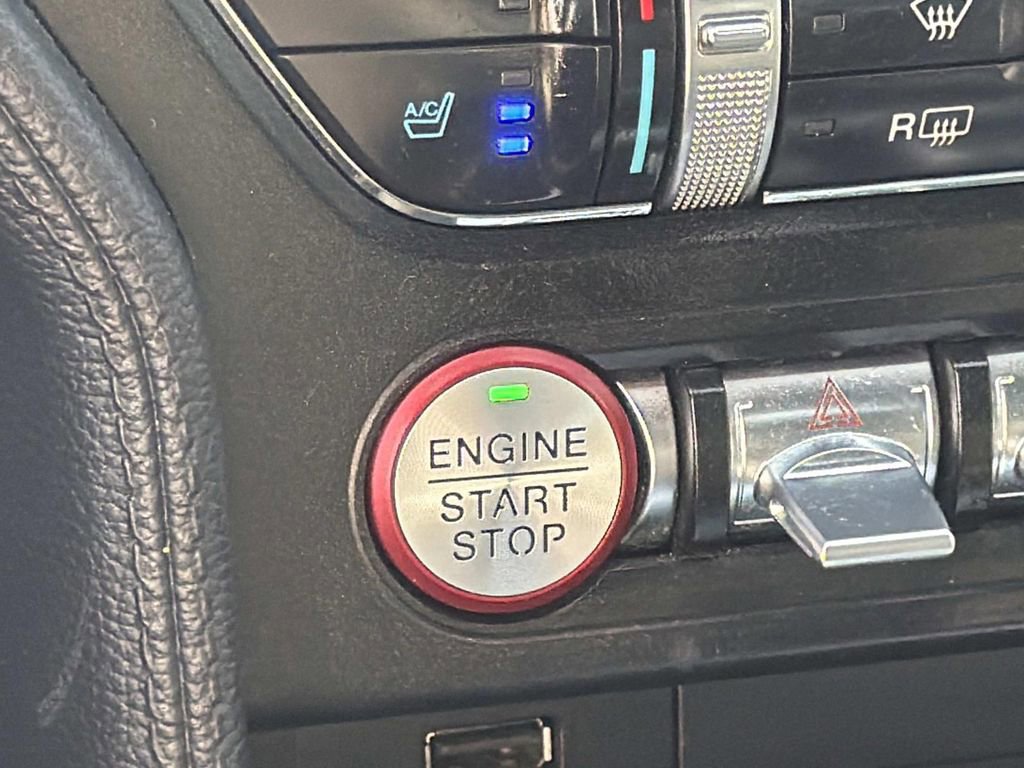 A/C
R
ENGINE
START
STOP